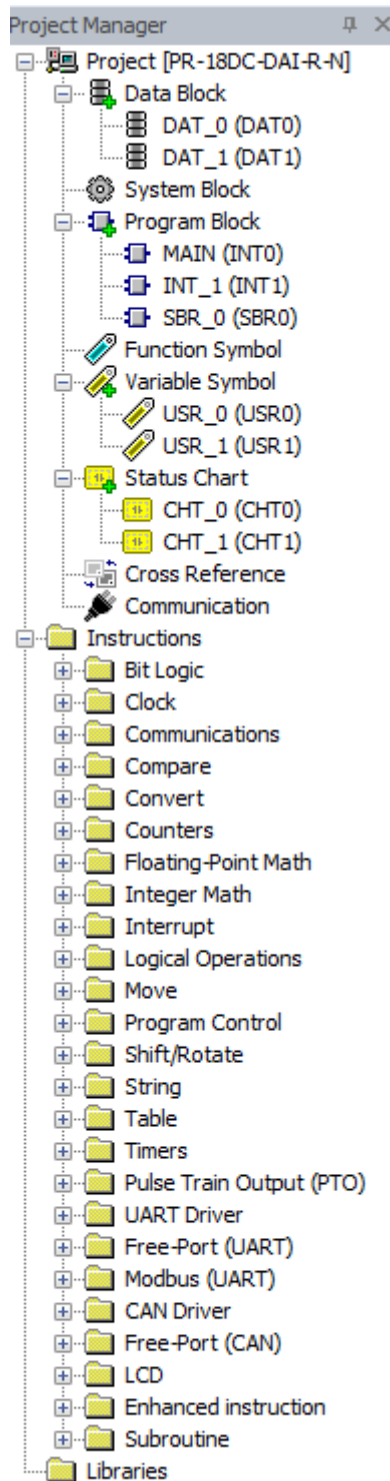 Project Manager
Project [PR-18DC-DAI-R-N]
Data Block
DAT_0 (DAT0)
DAT_1 (DAT1)
System Block
Program Block
MAIN (INT0)
INT_1 (INT1)
SBR_0 (SBR0)
Function Symbol
Variable Symbol
USR_0 (USR0)
USR_1 (USR1)
Status Chart
CHT_0 (CHT0)
CHT_1 (CHT1)
Cross Reference
Communication
Instructions
Bit Logic
Clock
Communications
Compare
Convert
Counters
Floating-Point Math
Integer Math
Interrupt
Logical Operations
Move
Program Control
Shift/Rotate
String
Table
Timers
Pulse Train Output (PTO)
UART Driver
Free-Port (UART)
Modbus (UART)
CAN Driver
Free-Port (CAN)
LCD
Enhanced instruction
Subroutine
Libraries